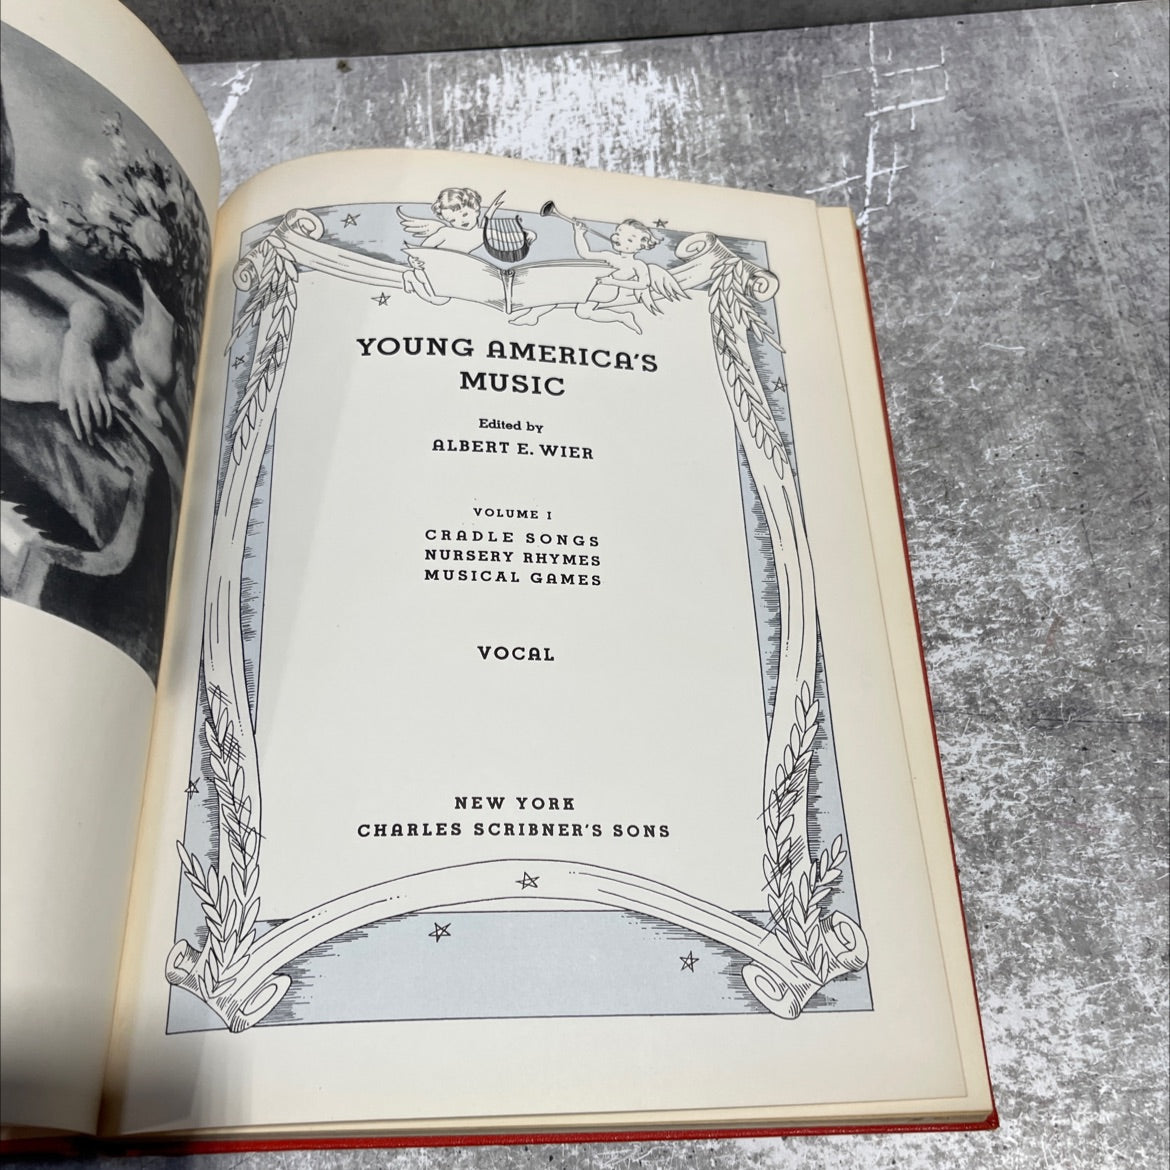 YOUNG AMERICA'S
MUSIC
Edited by
ALBERT E. WIER
VOLUME I
CRADLE SONGS
NURSERY RHYMES
MUSICAL GAMES
VOCAL
NEW YORK
CHARLES SCRIBNER'S SONS